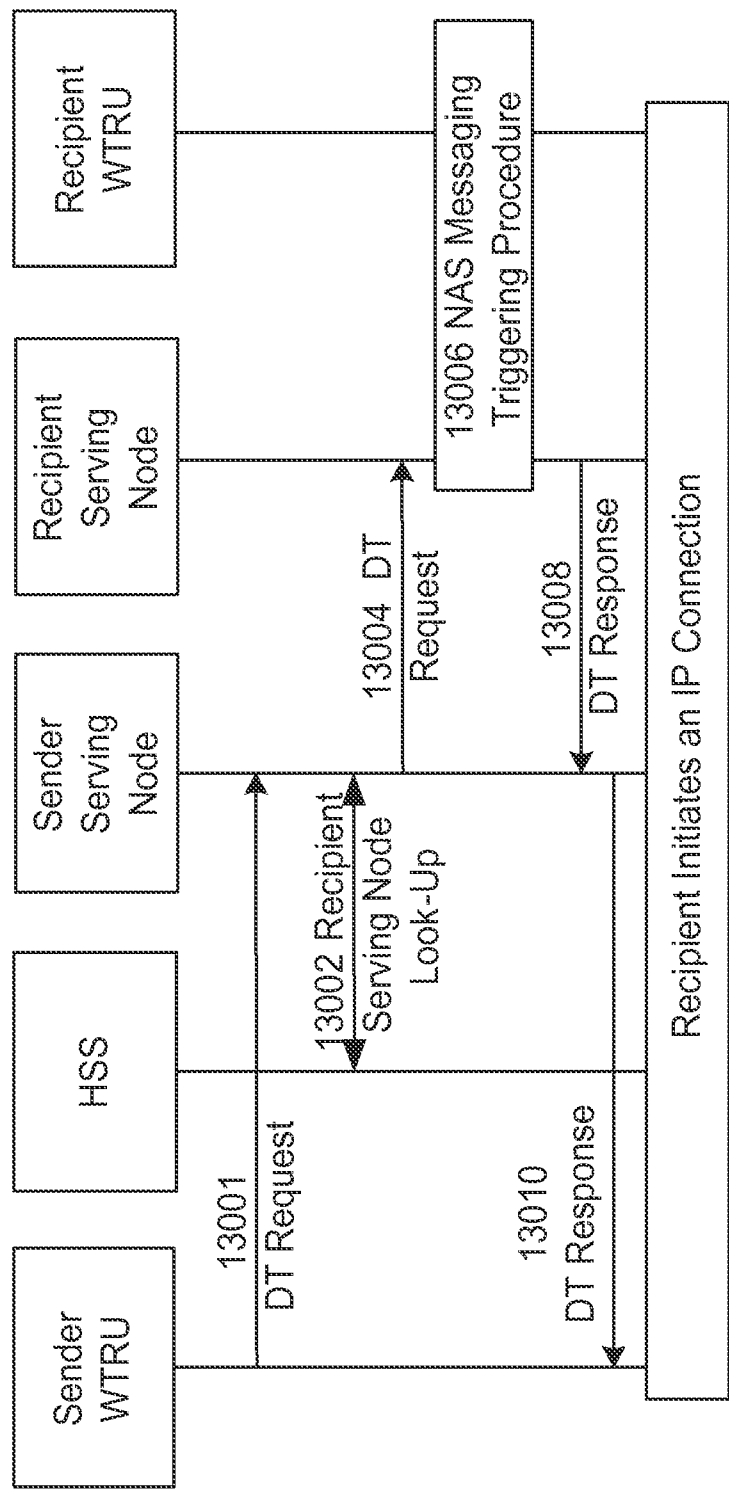 Sender
WTRU
HSS
Sender
Serving
Node
Recipient
Serving
Node
Recipient
WTRU
13001
DT Request
13002 Recipient
Serving Node
Look-Up
13004 DT
Request
13006 NAS Messaging
Triggering Procedure
13008
DT Response
13010
DT Response
Recipient Initiates an IP Connection